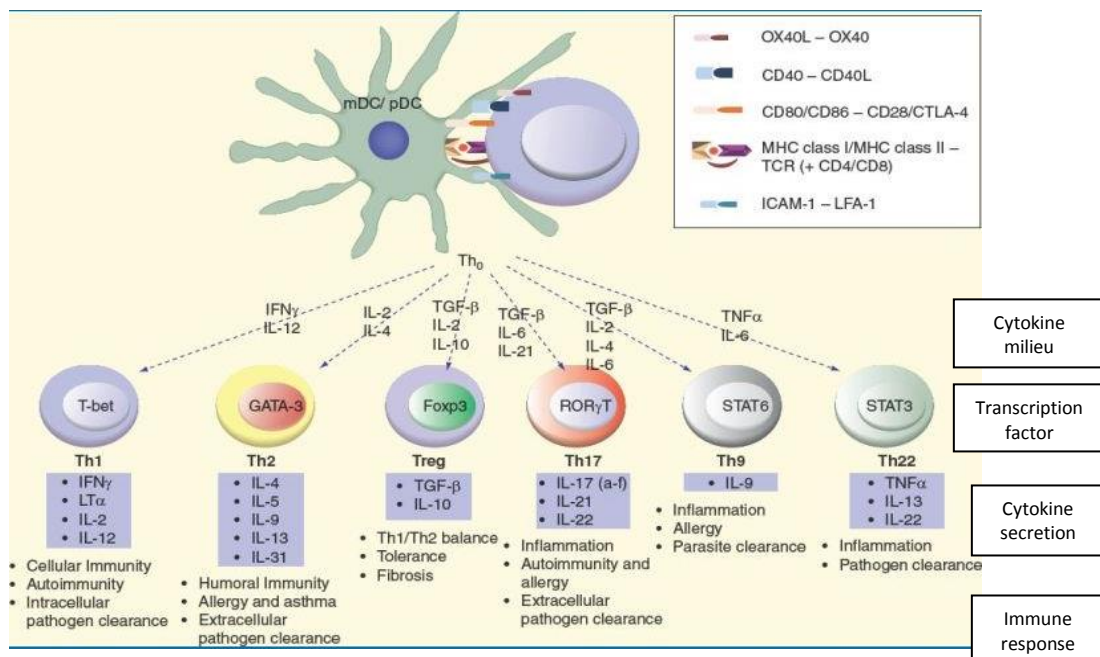 mDC/ pDC
OX40L – OX40
CD40 – CD40L
CD80/CD86 – CD28/CTLA-4
MHC class I/MHC class II –
TCR (+ CD4/CD8)
ICAM-1 – LFA-1
Th₀
IFNγ
IL-12
IL-2
IL-4
TGF-β
IL-2
IL-10
TGF-β
IL-6
IL-21
TGF-β
IL-2
IL-4
IL-6
TNFα
IL-6
Cytokine
milieu
T-bet
GATA-3
Foxp3
RORγT
STAT6
STAT3
Transcription
factor
Th1
• IFNγ
• LTα
• IL-2
• IL-12
• Cellular Immunity
• Autoimmunity
• Intracellular
pathogen clearance
Th2
• IL-4
• IL-5
• IL-9
• IL-13
• IL-31
• Humoral Immunity
• Allergy and asthma
• Extracellular
pathogen clearance
Treg
• TGF-β
• IL-10
• Th1/Th2 balance
• Tolerance
• Fibrosis
Th17
• IL-17 (a-f)
• IL-21
• IL-22
• Inflammation
• Autoimmunity and
allergy
• Extracellular
pathogen clearance
Th9
• IL-9
• Inflammation
• Allergy
• Parasite clearance
Th22
• TNFα
• IL-13
• IL-22
• Inflammation
• Pathogen clearance
Cytokine
secretion
Immune
response